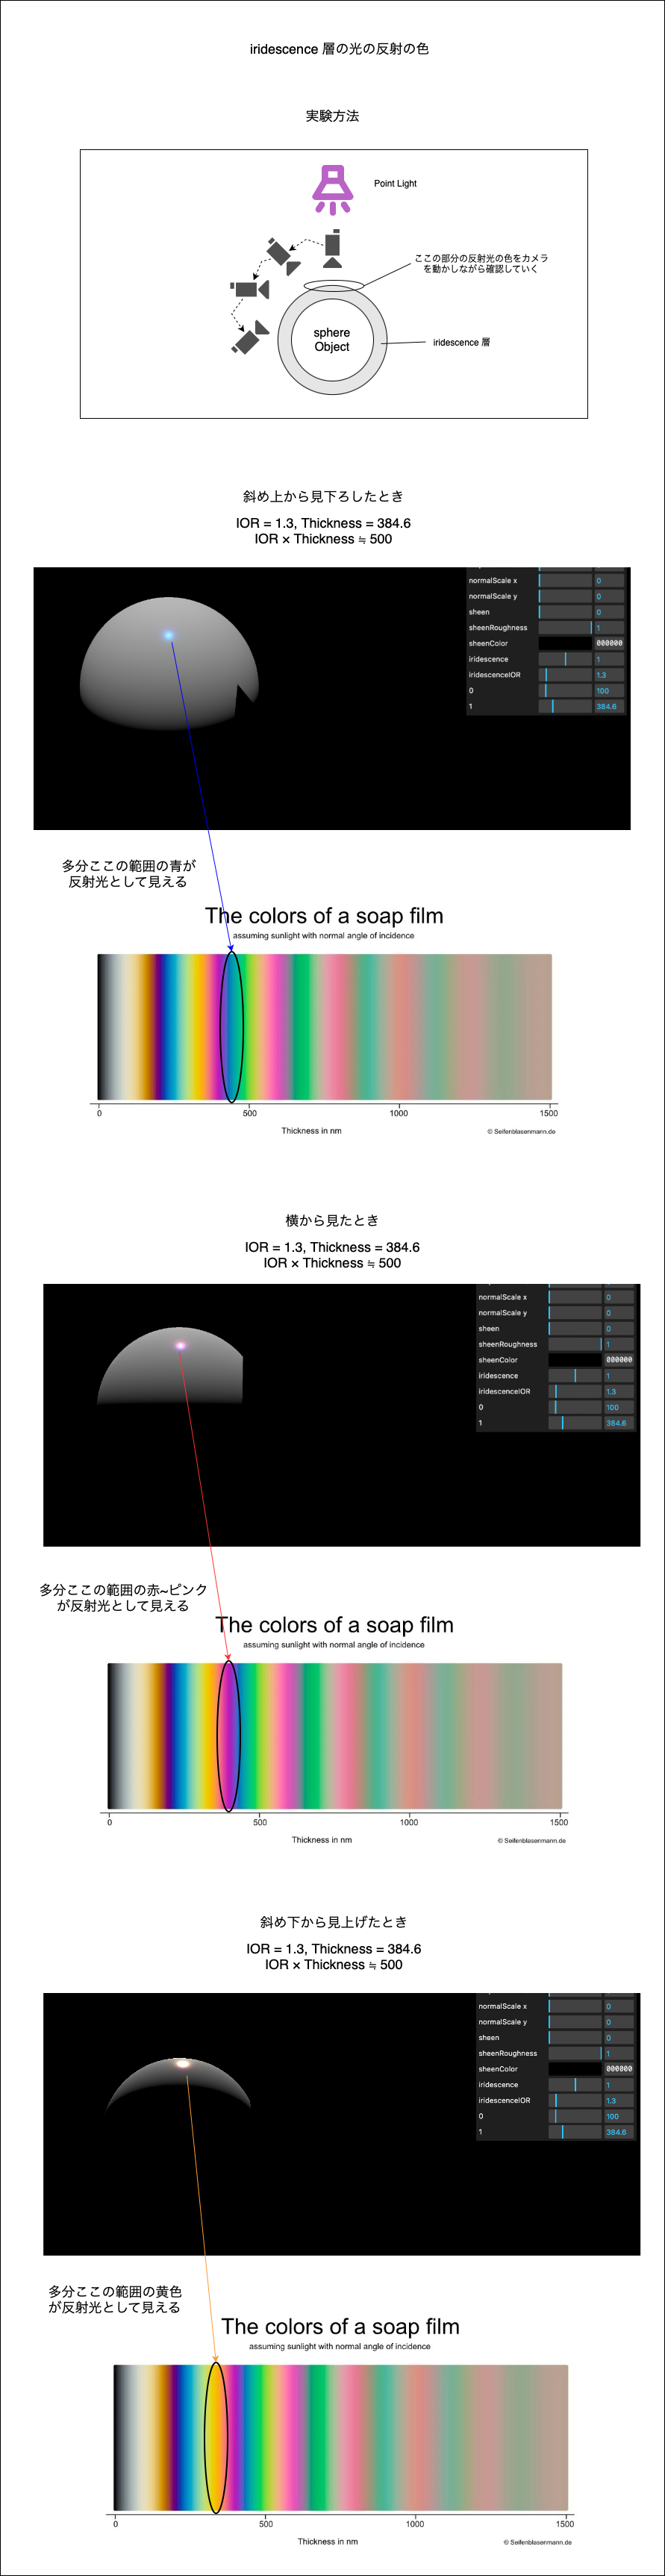 iridescence 層の光の反射の色
実験方法
Point Light
ここの部分の反射光の色をカメラ
を動かしながら確認していく
sphere
Object
iridescence 層
斜め上から見下ろしたとき
IOR = 1.3, Thickness = 384.6
IOR × Thickness ≒ 500
normalScale x 0
normalScale y 0
sheen 0
sheenRoughness 1
sheenColor 000000
iridescence 1
iridescenceIOR 1.3
0 100
1 384.6
多分ここの範囲の青が
反射光として見える
The colors of a soap film
assuming sunlight with normal angle of incidence
0 500 1000 1500
Thickness in nm
© Seifenblasenmann.de
横から見たとき
IOR = 1.3, Thickness = 384.6
IOR × Thickness ≒ 500
normalScale x 0
normalScale y 0
sheen 0
sheenRoughness 1
sheenColor 000000
iridescence 1
iridescenceIOR 1.3
0 100
1 384.6
多分ここの範囲の赤~ピンク
が反射光として見える
The colors of a soap film
assuming sunlight with normal angle of incidence
0 500 1000 1500
Thickness in nm
© Seifenblasenmann.de
斜め下から見上げたとき
IOR = 1.3, Thickness = 384.6
IOR × Thickness ≒ 500
normalScale x 0
normalScale y 0
sheen 0
sheenRoughness 1
sheenColor 000000
iridescence 1
iridescenceIOR 1.3
0 100
1 384.6
多分ここの範囲の黄色
が反射光として見える
The colors of a soap film
assuming sunlight with normal angle of incidence
0 500 1000 1500
Thickness in nm
© Seifenblasenmann.de